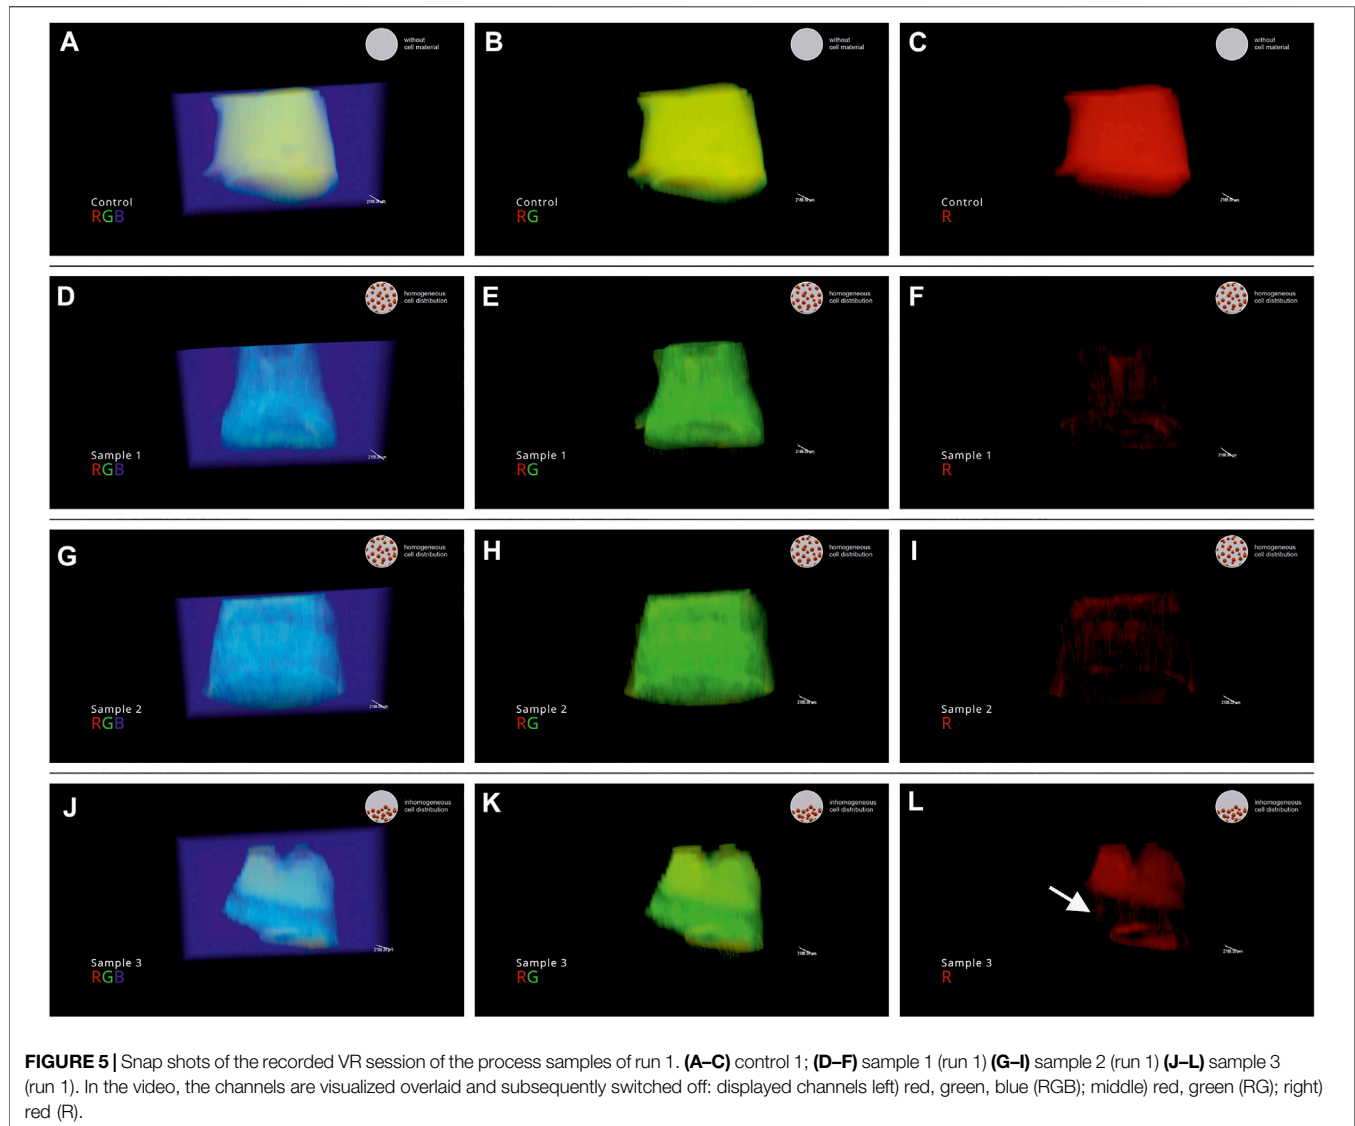 A
without
cell material
Control
RGB
2188.38 µm
B
without
cell material
Control
RG
C
without
cell material
Control
R
D
homogeneous
cell distribution
Sample 1
RGB
E
homogeneous
cell distribution
Sample 1
RG
F
homogeneous
cell distribution
Sample 1
R
G
homogeneous
cell distribution
Sample 2
RGB
H
homogeneous
cell distribution
Sample 2
RG
I
homogeneous
cell distribution
Sample 2
R
J
inhomogeneous
cell distribution
Sample 3
RGB
K
inhomogeneous
cell distribution
Sample 3
RG
L
inhomogeneous
cell distribution
Sample 3
R
FIGURE 5 | Snap shots of the recorded VR session of the process samples of run 1. (A–C) control 1; (D–F) sample 1 (run 1) (G–I) sample 2 (run 1) (J–L) sample 3
(run 1). In the video, the channels are visualized overlaid and subsequently switched off: displayed channels left) red, green, blue (RGB); middle) red, green (RG); right)
red (R).